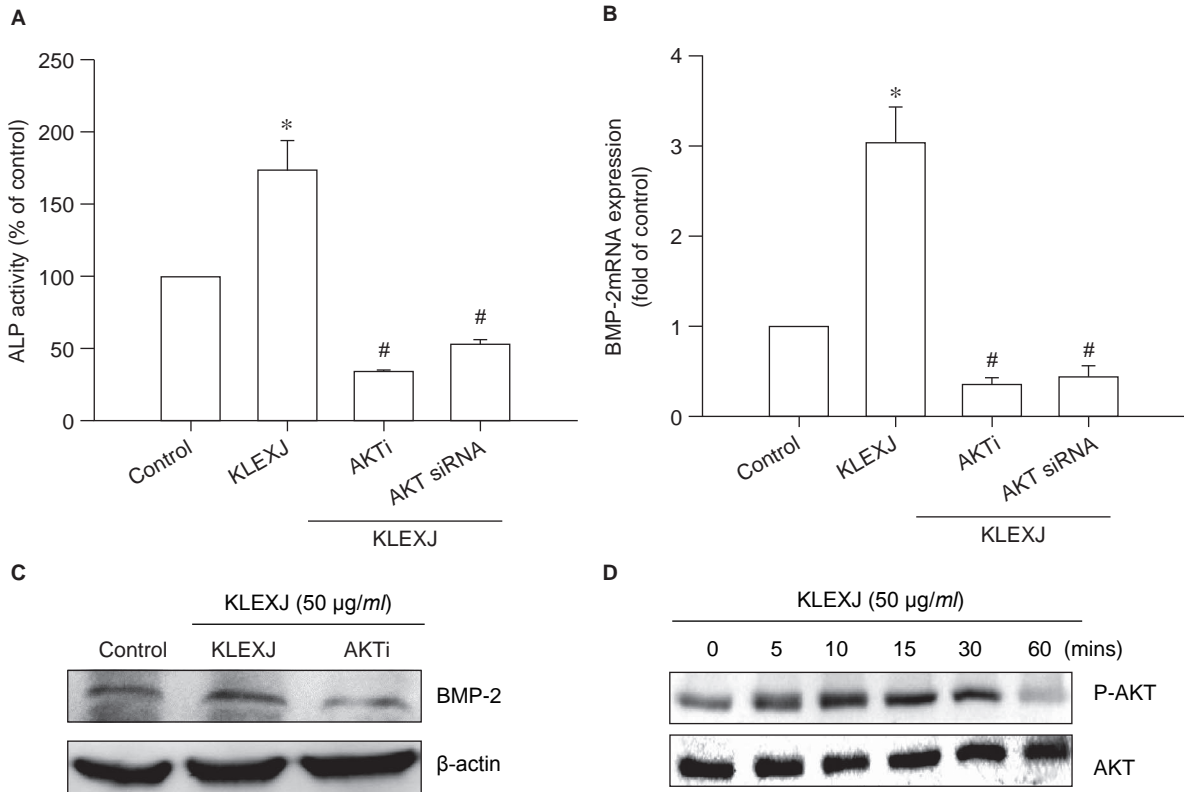 A
ALP activity (% of control)
250
200
150
100
50
0
*
#
#
Control
KLEXJ
AKTi
AKT siRNA
KLEXJ
B
BMP-2mRNA expression
(fold of control)
4
3
2
1
0
*
#
#
Control
KLEXJ
AKTi
AKT siRNA
KLEXJ
C
KLEXJ (50 µg/ml)
Control KLEXJ AKTi
BMP-2
β-actin
D
KLEXJ (50 µg/ml)
0 5 10 15 30 60 (mins)
P-AKT
AKT